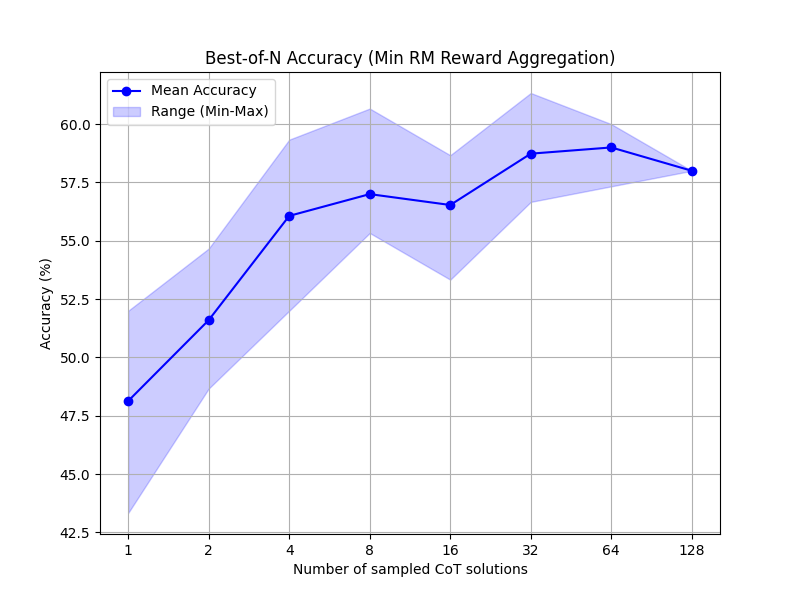 Best-of-N Accuracy (Min RM Reward Aggregation)
Mean Accuracy
Range (Min-Max)
Accuracy (%)
60.0
57.5
55.0
52.5
50.0
47.5
45.0
42.5
1 2 4 8 16 32 64 128
Number of sampled CoT solutions